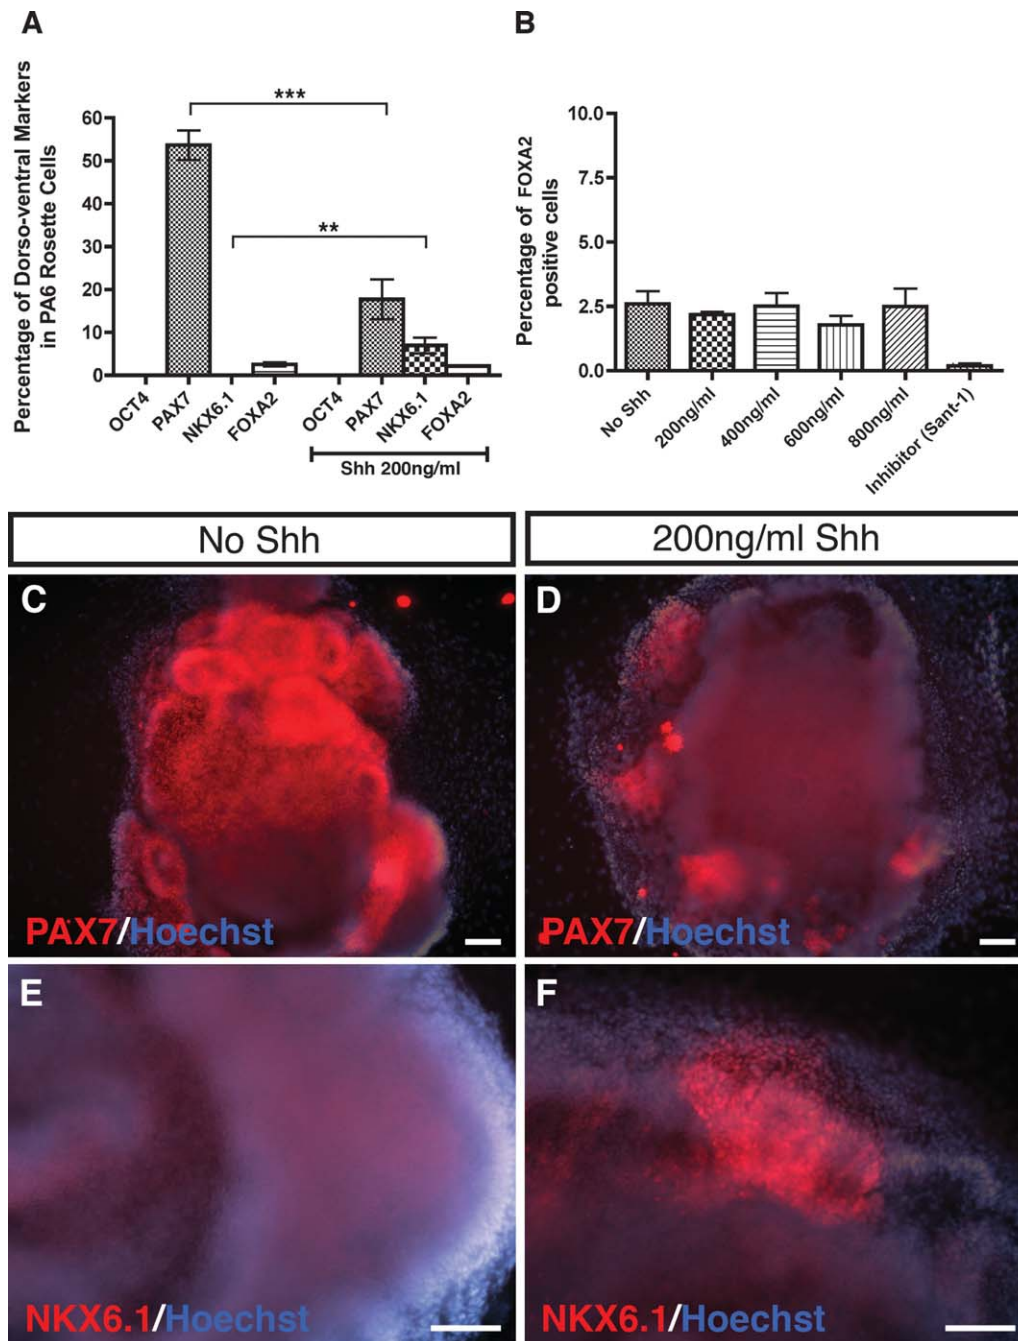 A
Percentage of Dorso-ventral Markers
in PA6 Rosette Cells
60
50
40
30
20
10
0
***
**
OCT4
PAX7
NKX6.1
FOXA2
OCT4
PAX7
NKX6.1
FOXA2
Shh 200ng/ml
B
Percentage of FOXA2
positive cells
10.0
7.5
5.0
2.5
0.0
No Shh
200ng/ml
400ng/ml
600ng/ml
800ng/ml
Inhibitor (Sant-1)
No Shh
200ng/ml Shh
C
PAX7/Hoechst
D
PAX7/Hoechst
E
NKX6.1/Hoechst
F
NKX6.1/Hoechst